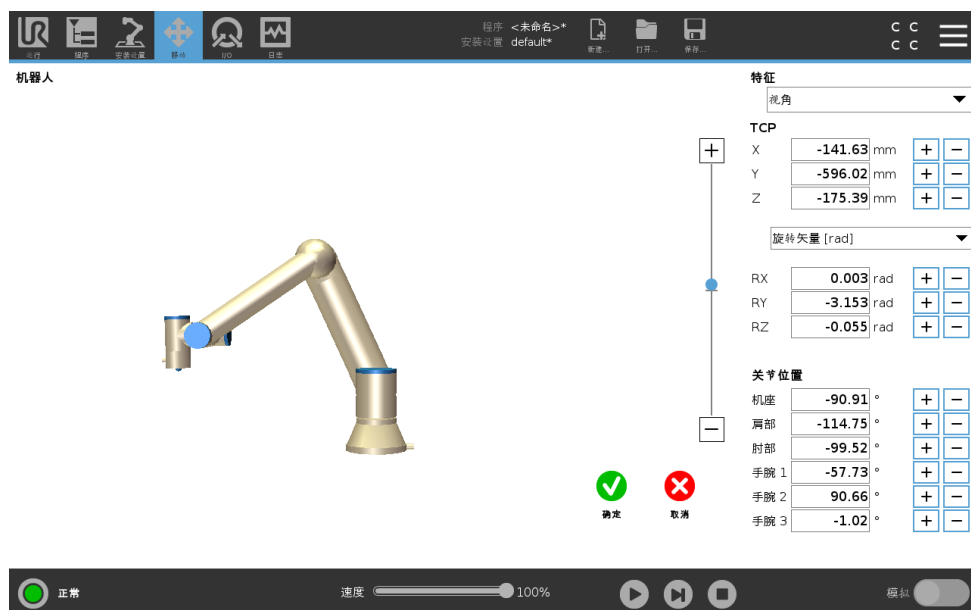 UR
运行 程序 安装设置 移动 I/O 日志
程序 <未命名>*
安装设置 default*
新建... 打开... 保存...
C C
C C
机器人
特征
视角
TCP
X -141.63 mm + −
Y -596.02 mm + −
Z -175.39 mm + −
旋转矢量 [rad]
RX 0.003 rad + −
RY -3.153 rad + −
RZ -0.055 rad + −
关节位置
机座 -90.91 ° + −
肩部 -114.75 ° + −
肘部 -99.52 ° + −
手腕 1 -57.73 ° + −
手腕 2 90.66 ° + −
手腕 3 -1.02 ° + −
确定 取消
正常
速度 100%
模拟